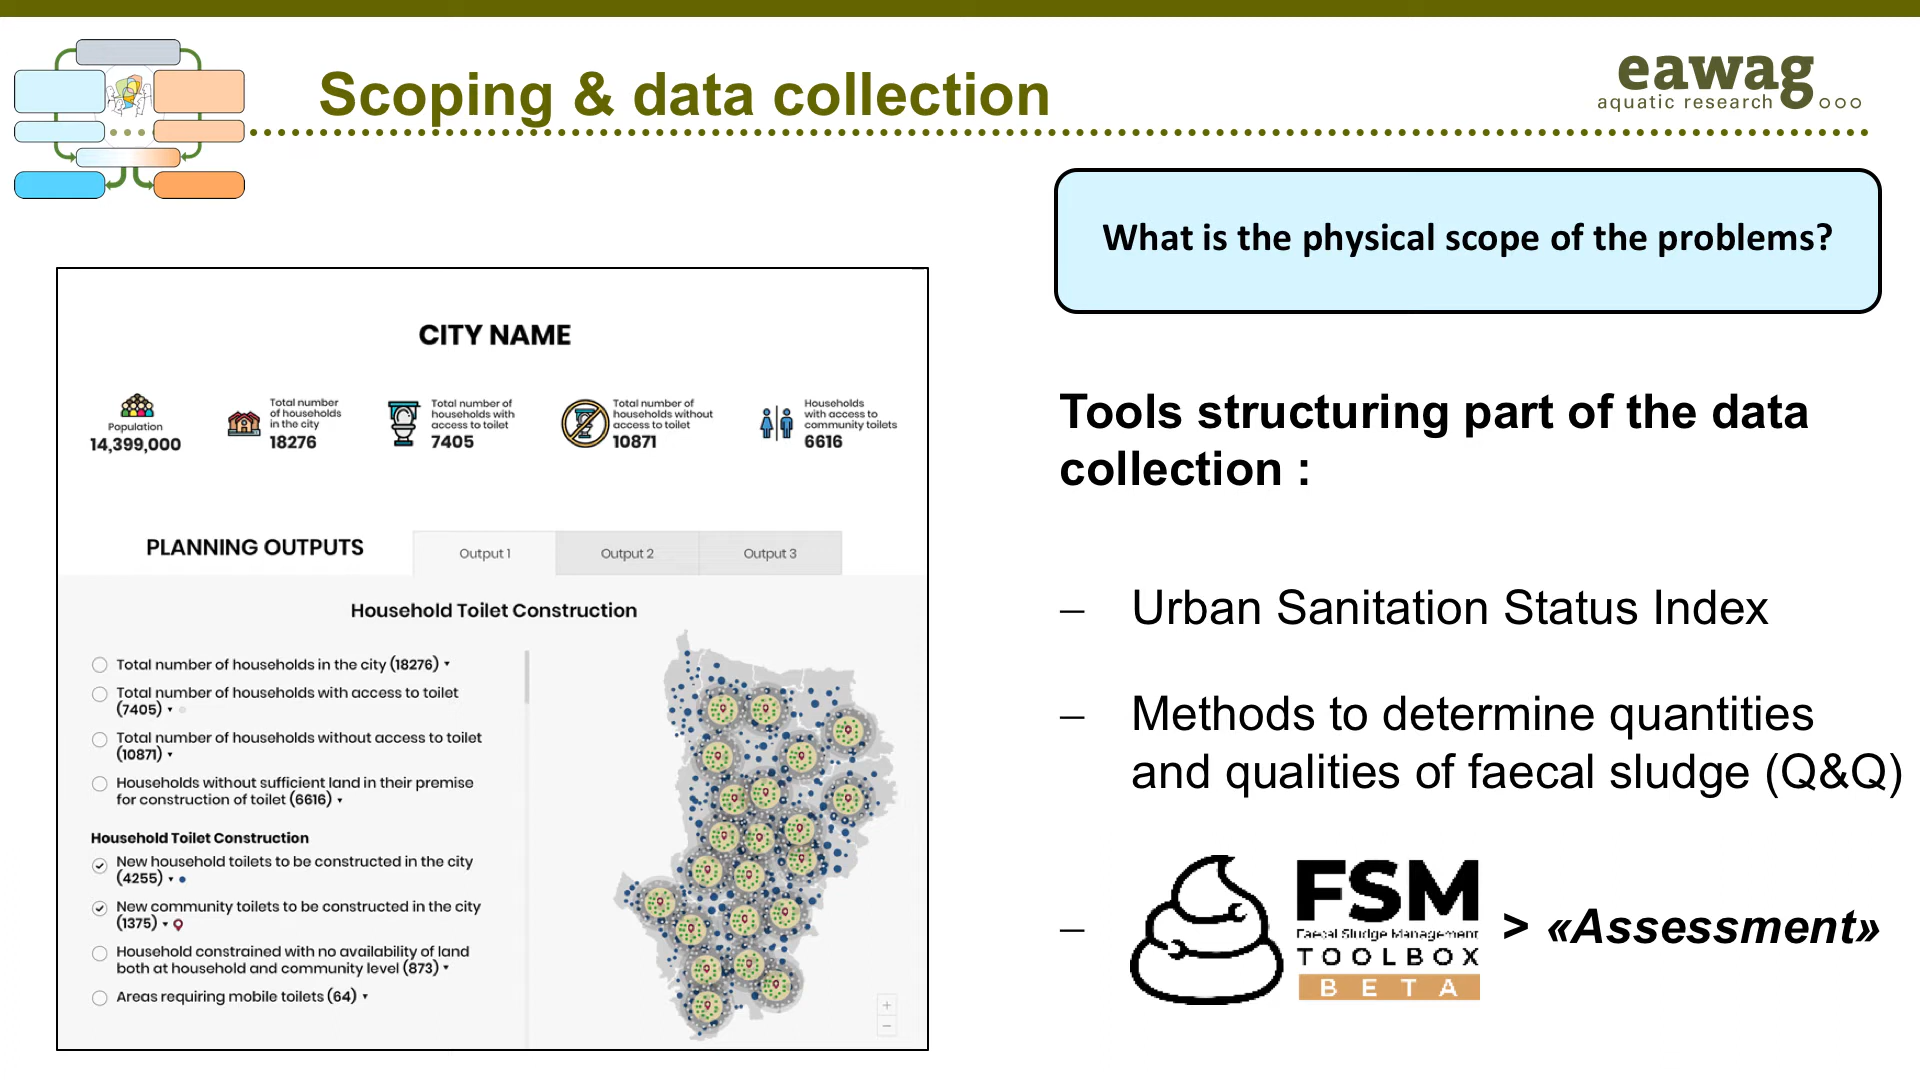 Scoping & data collection
eawag
aquatic research
What is the physical scope of the problems?
CITY NAME
Population
14,399,000
Total number
of households
in the city
18276
Total number of
households with
access to toilet
7405
Total number of
households without
access to toilet
10871
Households
with access to
community toilets
6616
PLANNING OUTPUTS
Output 1
Output 2
Output 3
Household Toilet Construction
Total number of households in the city (18276)
Total number of households with access to toilet
(7405)
Total number of households without access to toilet
(10871)
Households without sufficient land in their premise
for construction of toilet (6616)
Household Toilet Construction
New household toilets to be constructed in the city
(4255)
New community toilets to be constructed in the city
(1375)
Household constrained with no availability of land
both at household and community level (873)
Areas requiring mobile toilets (64)
Tools structuring part of the data
collection :
– Urban Sanitation Status Index
– Methods to determine quantities
and qualities of faecal sludge (Q&Q)
– FSM
Faecal Sludge Management
TOOLBOX
BETA
> «Assessment»